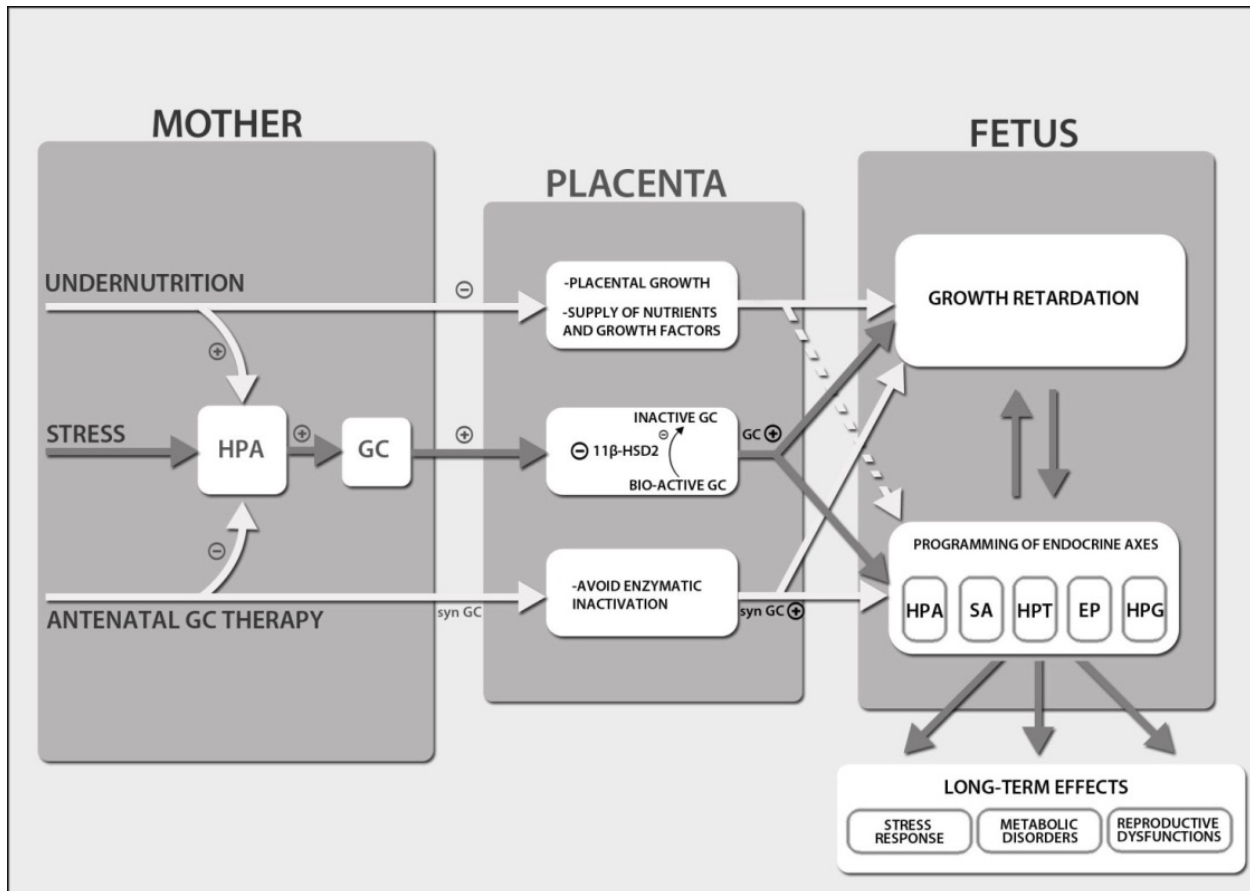 MOTHER
PLACENTA
FETUS
UNDERNUTRITION
⊖
⊕
-PLACENTAL GROWTH
-SUPPLY OF NUTRIENTS
AND GROWTH FACTORS
GROWTH RETARDATION
STRESS
HPA
⊕
GC
⊕
INACTIVE GC
⊖
⊖ 11β-HSD2
BIO-ACTIVE GC
GC ⊕
⊖
ANTENATAL GC THERAPY
syn GC
-AVOID ENZYMATIC
INACTIVATION
syn GC ⊕
PROGRAMMING OF ENDOCRINE AXES
HPA SA HPT EP HPG
LONG-TERM EFFECTS
STRESS
RESPONSE
METABOLIC
DISORDERS
REPRODUCTIVE
DYSFUNCTIONS